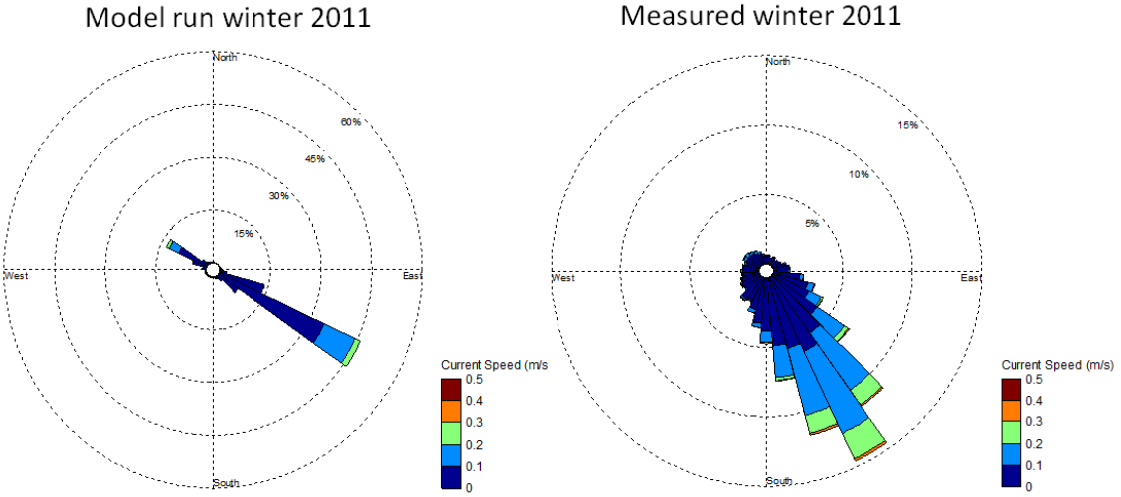 Model run winter 2011
North
60%
45%
30%
15%
West
East
South
Current Speed (m/s
0.5
0.4
0.3
0.2
0.1
0
Measured winter 2011
North
15%
10%
5%
West
East
South
Current Speed (m/s)
0.5
0.4
0.3
0.2
0.1
0